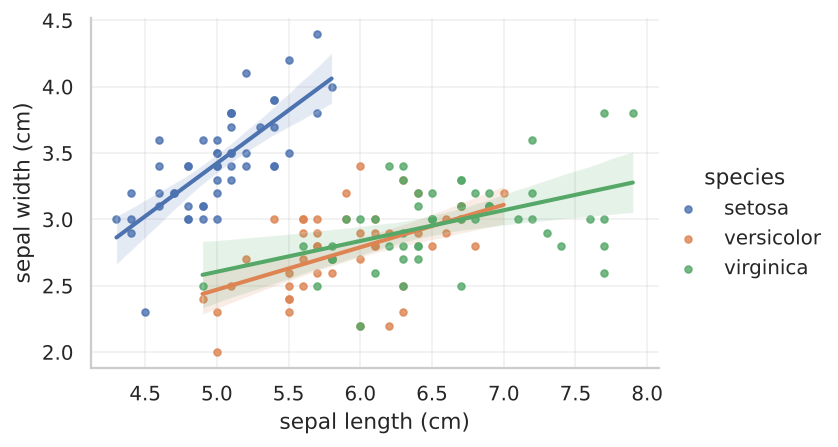 4.5
4.0
3.5
3.0
2.5
2.0
sepal width (cm)
4.5 5.0 5.5 6.0 6.5 7.0 7.5 8.0
sepal length (cm)
species
setosa
versicolor
virginica